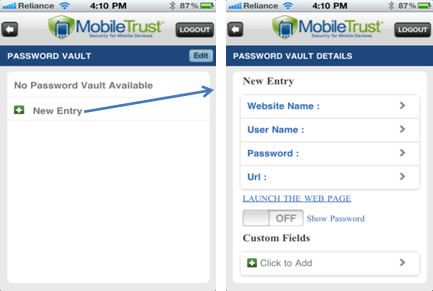 Reliance 4:10 PM 87%
MobileTrust
Security for Mobile Devices
LOGOUT
PASSWORD VAULT Edit
No Password Vault Available
New Entry
Reliance 4:10 PM 87%
MobileTrust
Security for Mobile Devices
LOGOUT
PASSWORD VAULT DETAILS
New Entry
Website Name :
User Name :
Password :
Url :
LAUNCH THE WEB PAGE
OFF Show Password
Custom Fields
Click to Add